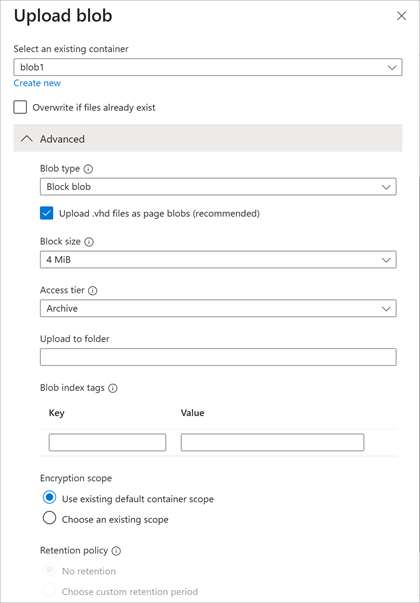 Upload blob
Select an existing container
blob1
Create new
Overwrite if files already exist
Advanced
Blob type
Block blob
Upload .vhd files as page blobs (recommended)
Block size
4 MiB
Access tier
Archive
Upload to folder
Blob index tags
Key Value
Encryption scope
Use existing default container scope
Choose an existing scope
Retention policy
No retention
Choose custom retention period